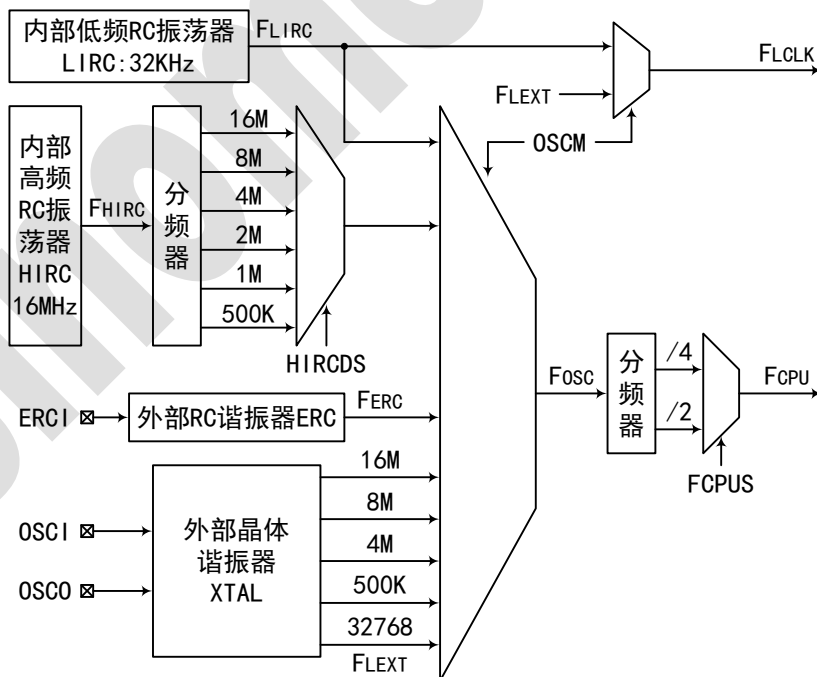 内部低频RC振荡器
LIRC:32KHz
FLIRC
FLCLK
FLEXT
OSCM
内部
高频
RC振
荡器
HIRC
16MHz
FHIRC
分
频
器
16M
8M
4M
2M
1M
500K
HIRCDS
ERCI
外部RC谐振器ERC
FERC
FOSC
分
频
器
/4
/2
FCPU
FCPUS
OSCI
OSCO
外部晶体
谐振器
XTAL
16M
8M
4M
500K
32768
FLEXT